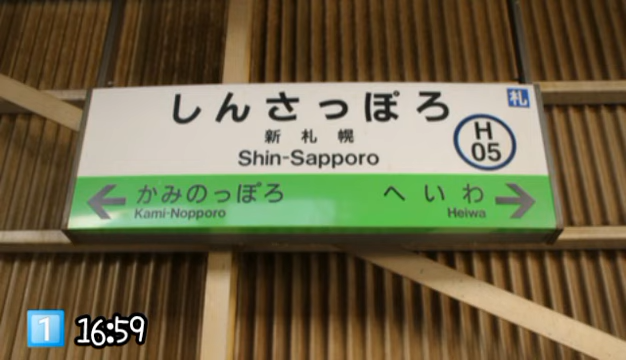 しんさっぽろ
札
新札幌
H
05
Shin-Sapporo
かみのっぽろ
へいわ
Kami-Nopporo
Heiwa
1 16:59